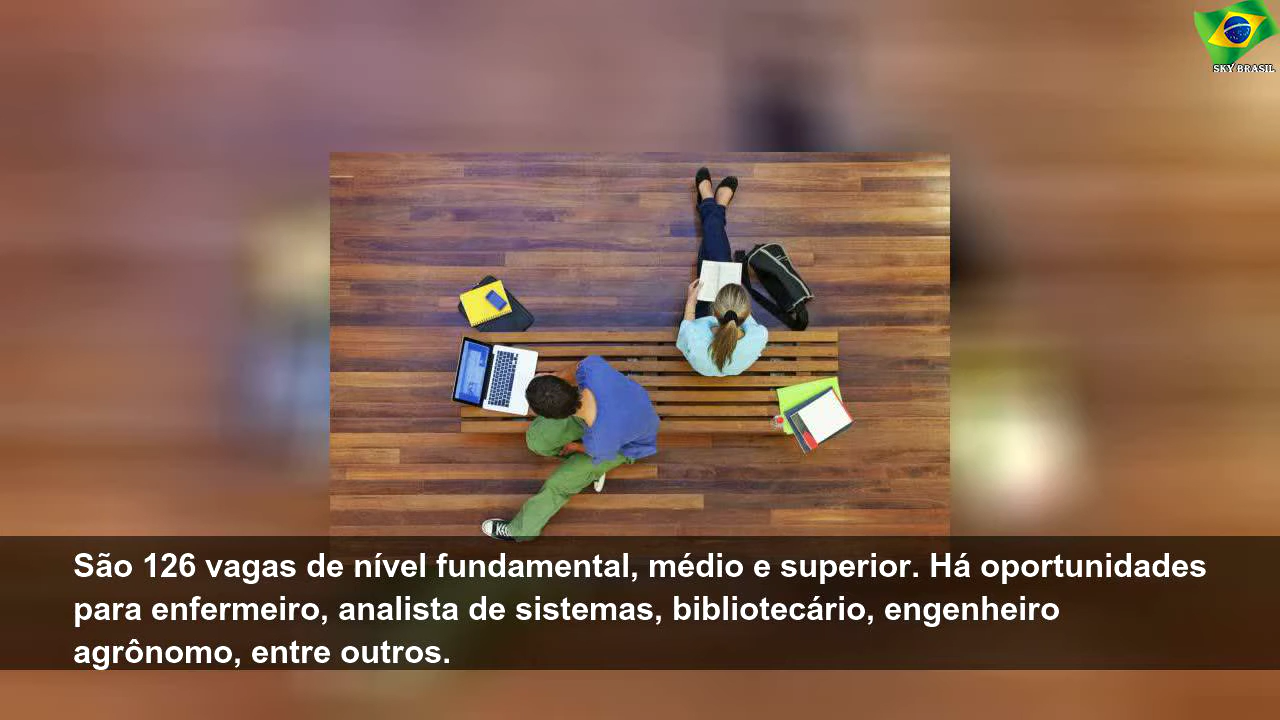 SKY BRASIL
São 126 vagas de nível fundamental, médio e superior. Há oportunidades
para enfermeiro, analista de sistemas, bibliotecário, engenheiro
agrônomo, entre outros.